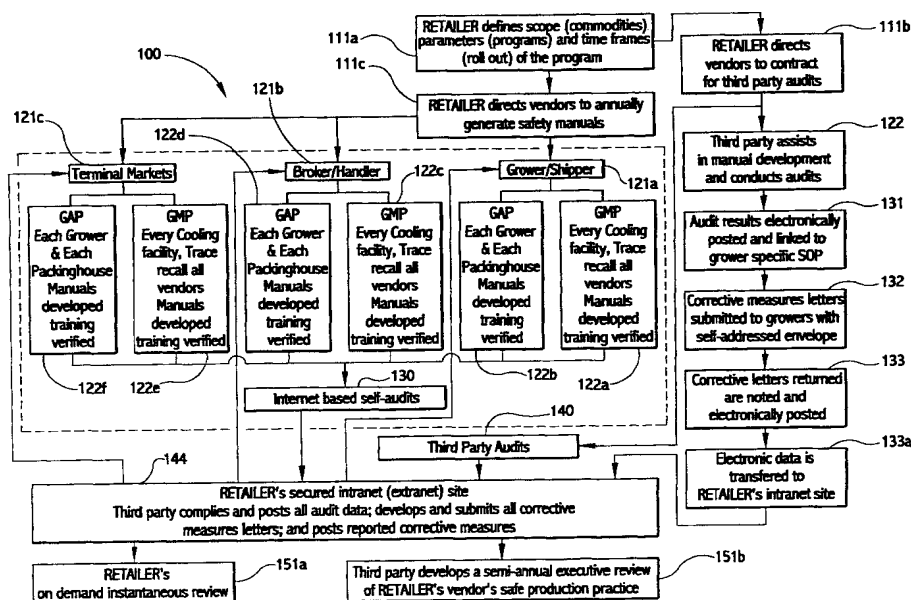 100
111a
RETAILER defines scope (commodities)
parameters (programs) and time frames
(roll out) of the program
111b
RETAILER directs
vendors to contract
for third party audits
111c
RETAILER directs vendors to annually
generate safety manuals
121c
Terminal Markets
122d
121b
Broker/Handler
122c
Grower/Shipper
121a
GAP
Each Grower
& Each
Packinghouse
Manuals
developed
training
verified
122f
GMP
Every Cooling
facility, Trace
recall all
vendors
Manuals
developed
training verified
122e
GAP
Each Grower
& Each
Packinghouse
Manuals
developed
training
verified
GMP
Every Cooling
facility, Trace
recall all
vendors
Manuals
developed
training verified
GAP
Each Grower
& Each
Packinghouse
Manuals
developed
training
verified
122b
GMP
Every Cooling
facility, Trace
recall all
vendors
Manuals
developed
training verified
122a
130
Internet based self-audits
122
Third party assists
in manual development
and conducts audits
131
Audit results electronically
posted and linked to
grower specific SOP
132
Corrective measures letters
submitted to growers with
self-addressed envelope
133
Corrective letters returned
are noted and
electronically posted
133a
Electronic data is
transfered to
RETAILER's intranet site
140
Third Party Audits
144
RETAILER's secured intranet (extranet) site
Third party complies and posts all audit data; develops and submits all corrective
measures letters; and posts reported corrective measures
RETAILER's
on demand instantaneous review
151a
Third party develops a semi-annual executive review
of RETAILER's vendor's safe production practice
151b